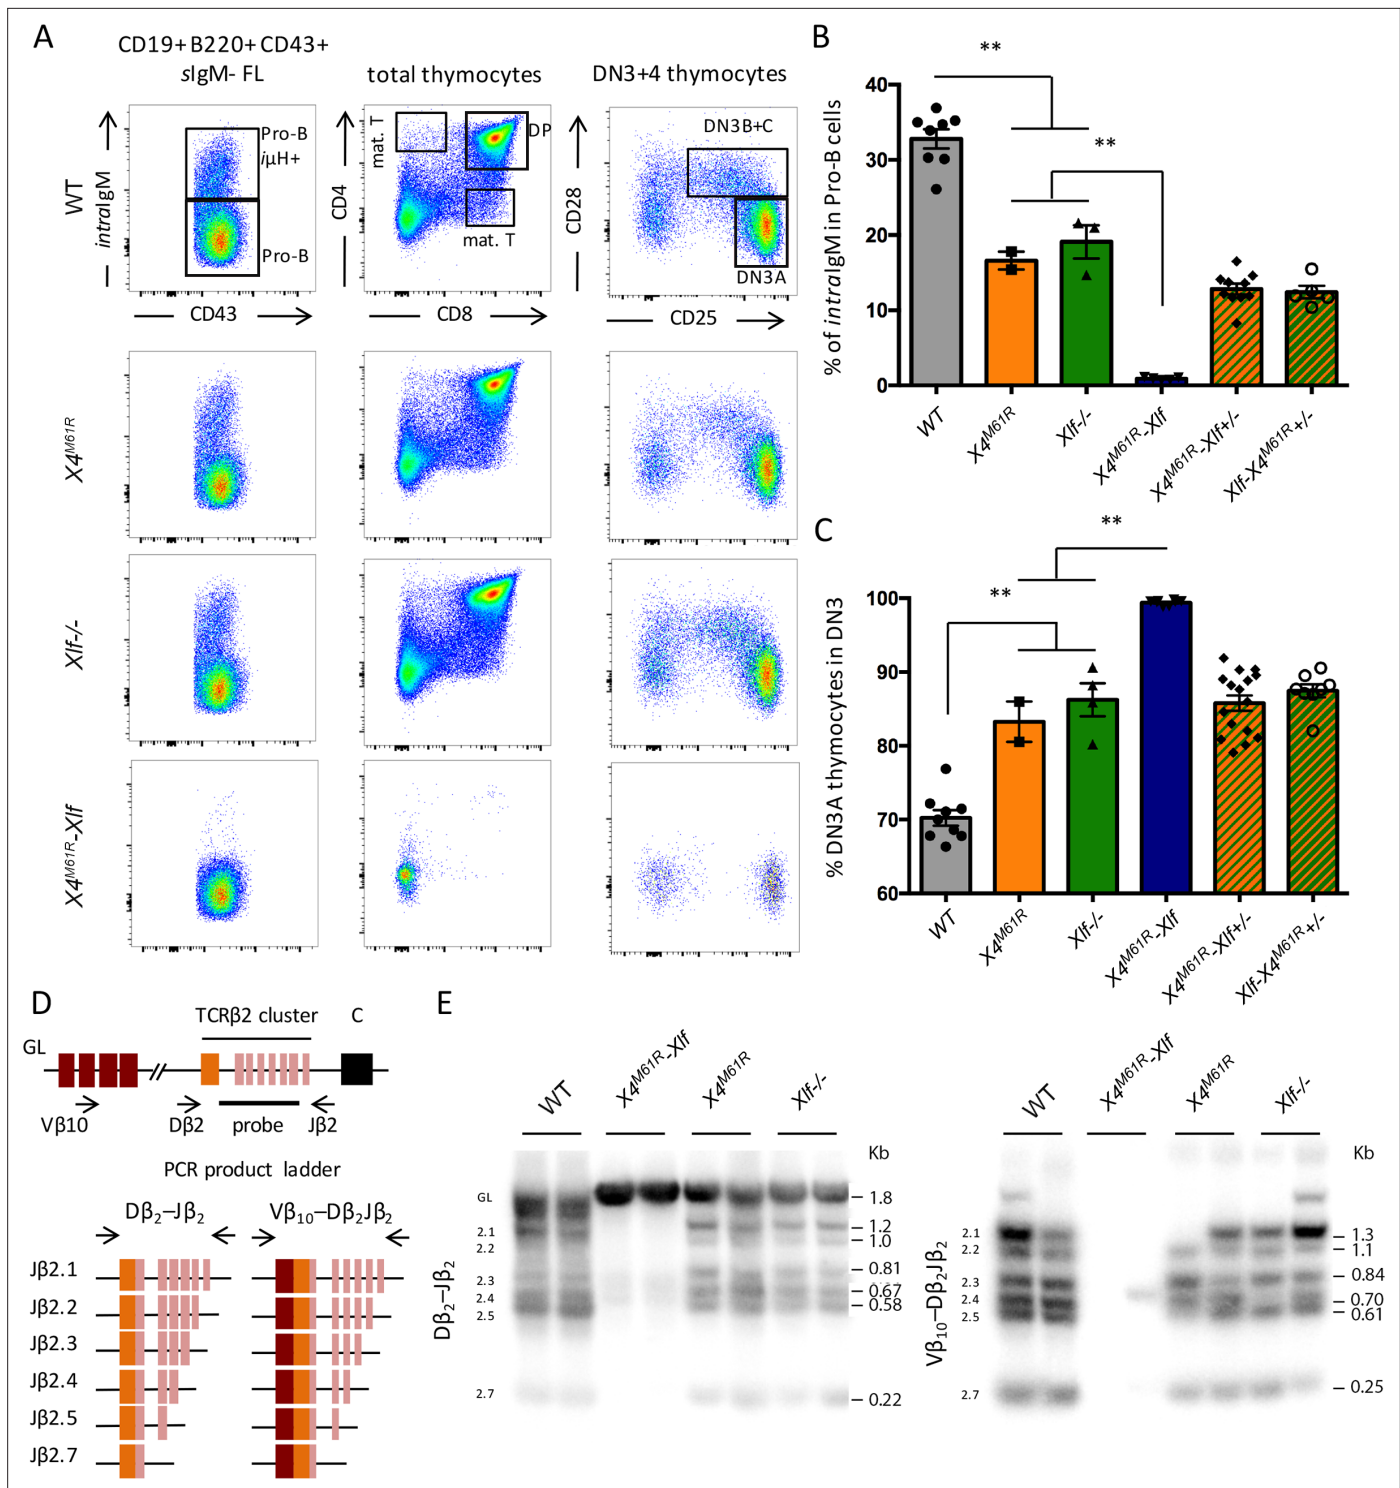 A
CD19+ B220+ CD43+
sIgM- FL
total thymocytes
DN3+4 thymocytes
WT
intraIgM
Pro-B
iμH+
Pro-B
CD43
CD4
mat. T
DP
mat. T
CD8
CD28
DN3B+C
DN3A
CD25
X4M61R
Xlf-/-
X4M61R-Xlf
B
% of intraIgM in Pro-B cells
40
30
20
10
0
**
**
WT
X4M61R
Xlf-/-
X4M61R-Xlf
X4M61R-Xlf+/-
Xlf-X4M61R+/-
C
% DN3A thymocytes in DN3
100
90
80
70
60
**
**
WT
X4M61R
Xlf-/-
X4M61R-Xlf
X4M61R-Xlf+/-
Xlf-X4M61R+/-
D
TCRβ2 cluster
C
GL
Vβ10
Dβ2
probe
Jβ2
PCR product ladder
Dβ2–Jβ2
Vβ10–Dβ2Jβ2
Jβ2.1
Jβ2.2
Jβ2.3
Jβ2.4
Jβ2.5
Jβ2.7
E
WT
X4M61R-Xlf
X4M61R
Xlf-/-
Kb
Dβ2–Jβ2
GL
2.1
2.2
2.3
2.4
2.5
2.7
1.8
1.2
1.0
0.81
0.67
0.58
0.22
WT
X4M61R-Xlf
X4M61R
Xlf-/-
Kb
Vβ10–Dβ2Jβ2
2.1
2.2
2.3
2.4
2.5
2.7
1.3
1.1
0.84
0.70
0.61
0.25